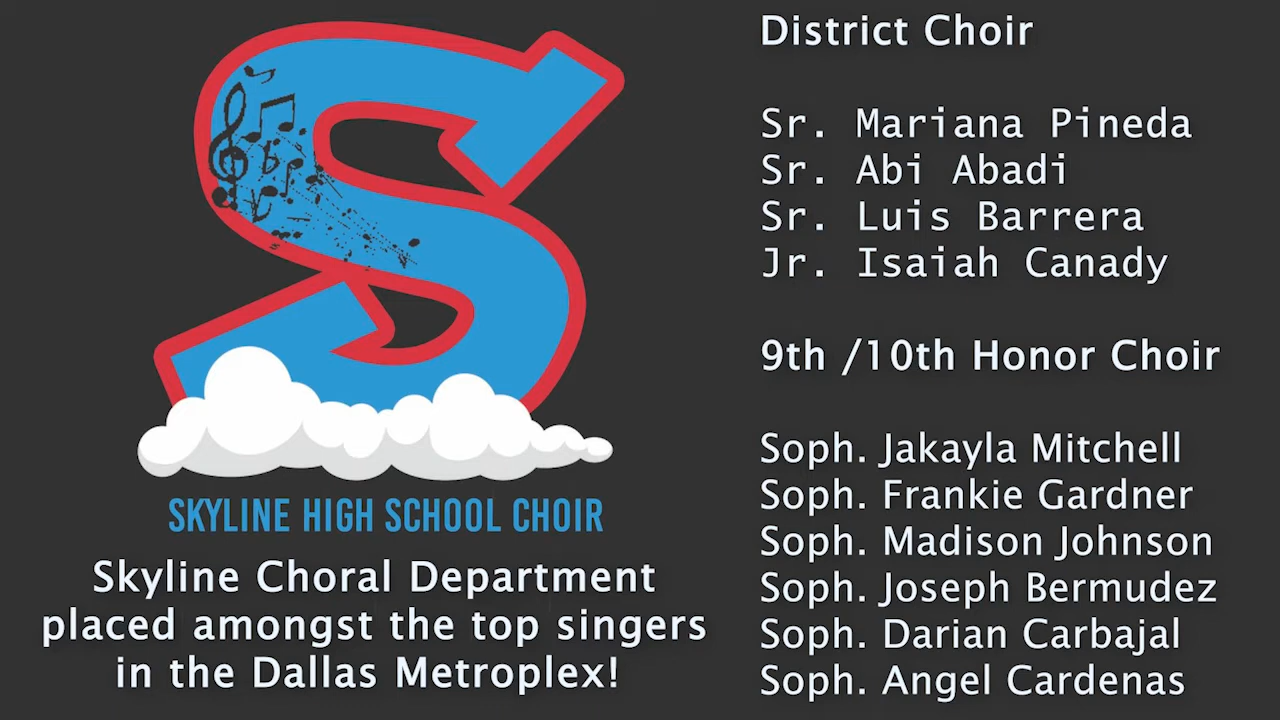 SKYLINE HIGH SCHOOL CHOIR
Skyline Choral Department
placed amongst the top singers
in the Dallas Metroplex!
District Choir
Sr. Mariana Pineda
Sr. Abi Abadi
Sr. Luis Barrera
Jr. Isaiah Canady
9th /10th Honor Choir
Soph. Jakayla Mitchell
Soph. Frankie Gardner
Soph. Madison Johnson
Soph. Joseph Bermudez
Soph. Darian Carbajal
Soph. Angel Cardenas